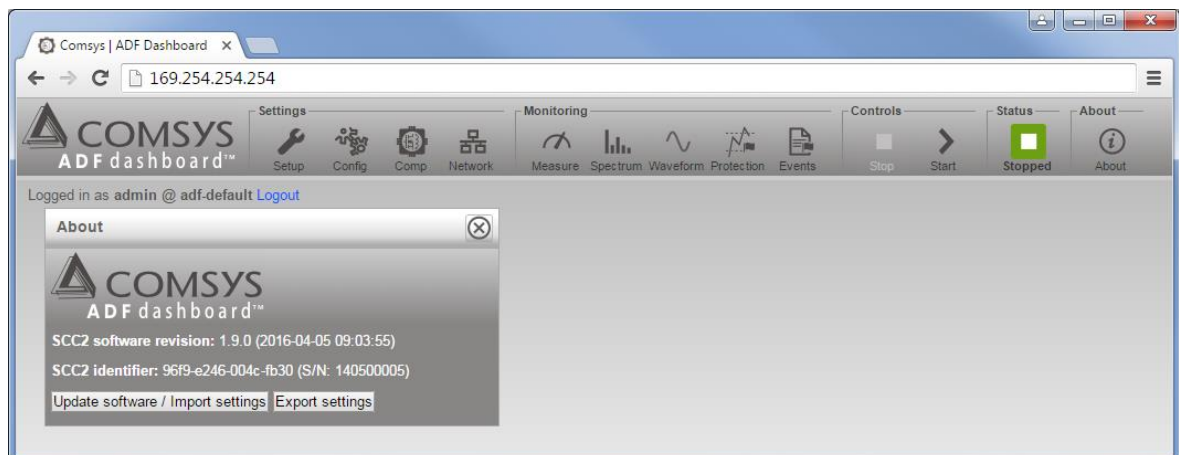 Comsys | ADF Dashboard
169.254.254.254
COMSYS
ADF dashboard™
Settings
Setup Config Comp Network
Monitoring
Measure Spectrum Waveform Protection Events
Controls
Stop Start
Status
Stopped
About
About
Logged in as admin @ adf-default Logout
About
COMSYS
ADF dashboard™
SCC2 software revision: 1.9.0 (2016-04-05 09:03:55)
SCC2 identifier: 96f9-e246-004c-fb30 (S/N: 140500005)
Update software / Import settings Export settings